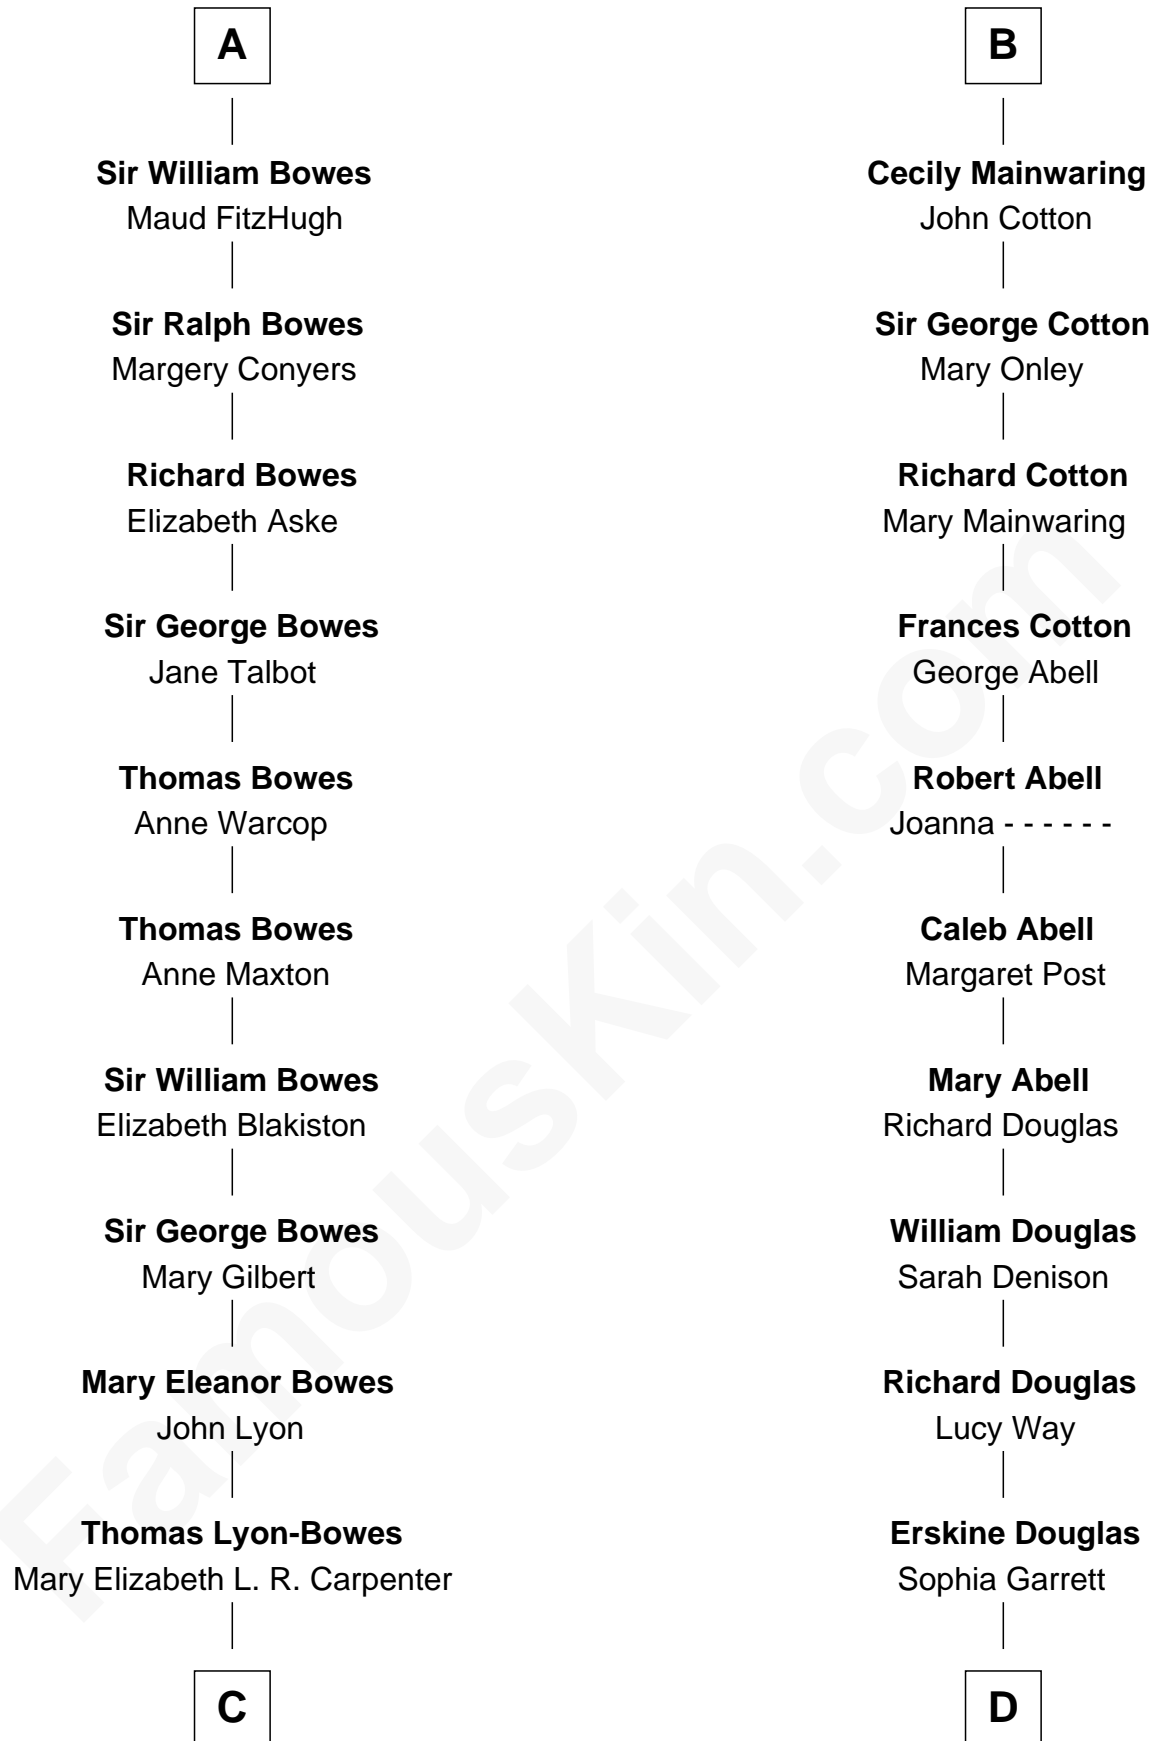 A
Sir William Bowes
Maud FitzHugh
Sir Ralph Bowes
Margery Conyers
Richard Bowes
Elizabeth Aske
Sir George Bowes
Jane Talbot
Thomas Bowes
Anne Warcop
Thomas Bowes
Anne Maxton
Sir William Bowes
Elizabeth Blakiston
Sir George Bowes
Mary Gilbert
Mary Eleanor Bowes
John Lyon
Thomas Lyon-Bowes
Mary Elizabeth L. R. Carpenter
C
B
Cecily Mainwaring
John Cotton
Sir George Cotton
Mary Onley
Richard Cotton
Mary Mainwaring
Frances Cotton
George Abell
Robert Abell
Joanna - - - - - -
Caleb Abell
Margaret Post
Mary Abell
Richard Douglas
William Douglas
Sarah Denison
Richard Douglas
Lucy Way
Erskine Douglas
Sophia Garrett
D
FamousKin.com